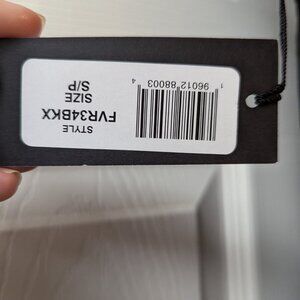 STYLE
FVR34BKX
SIZE
S/P
1 96012 88003 4